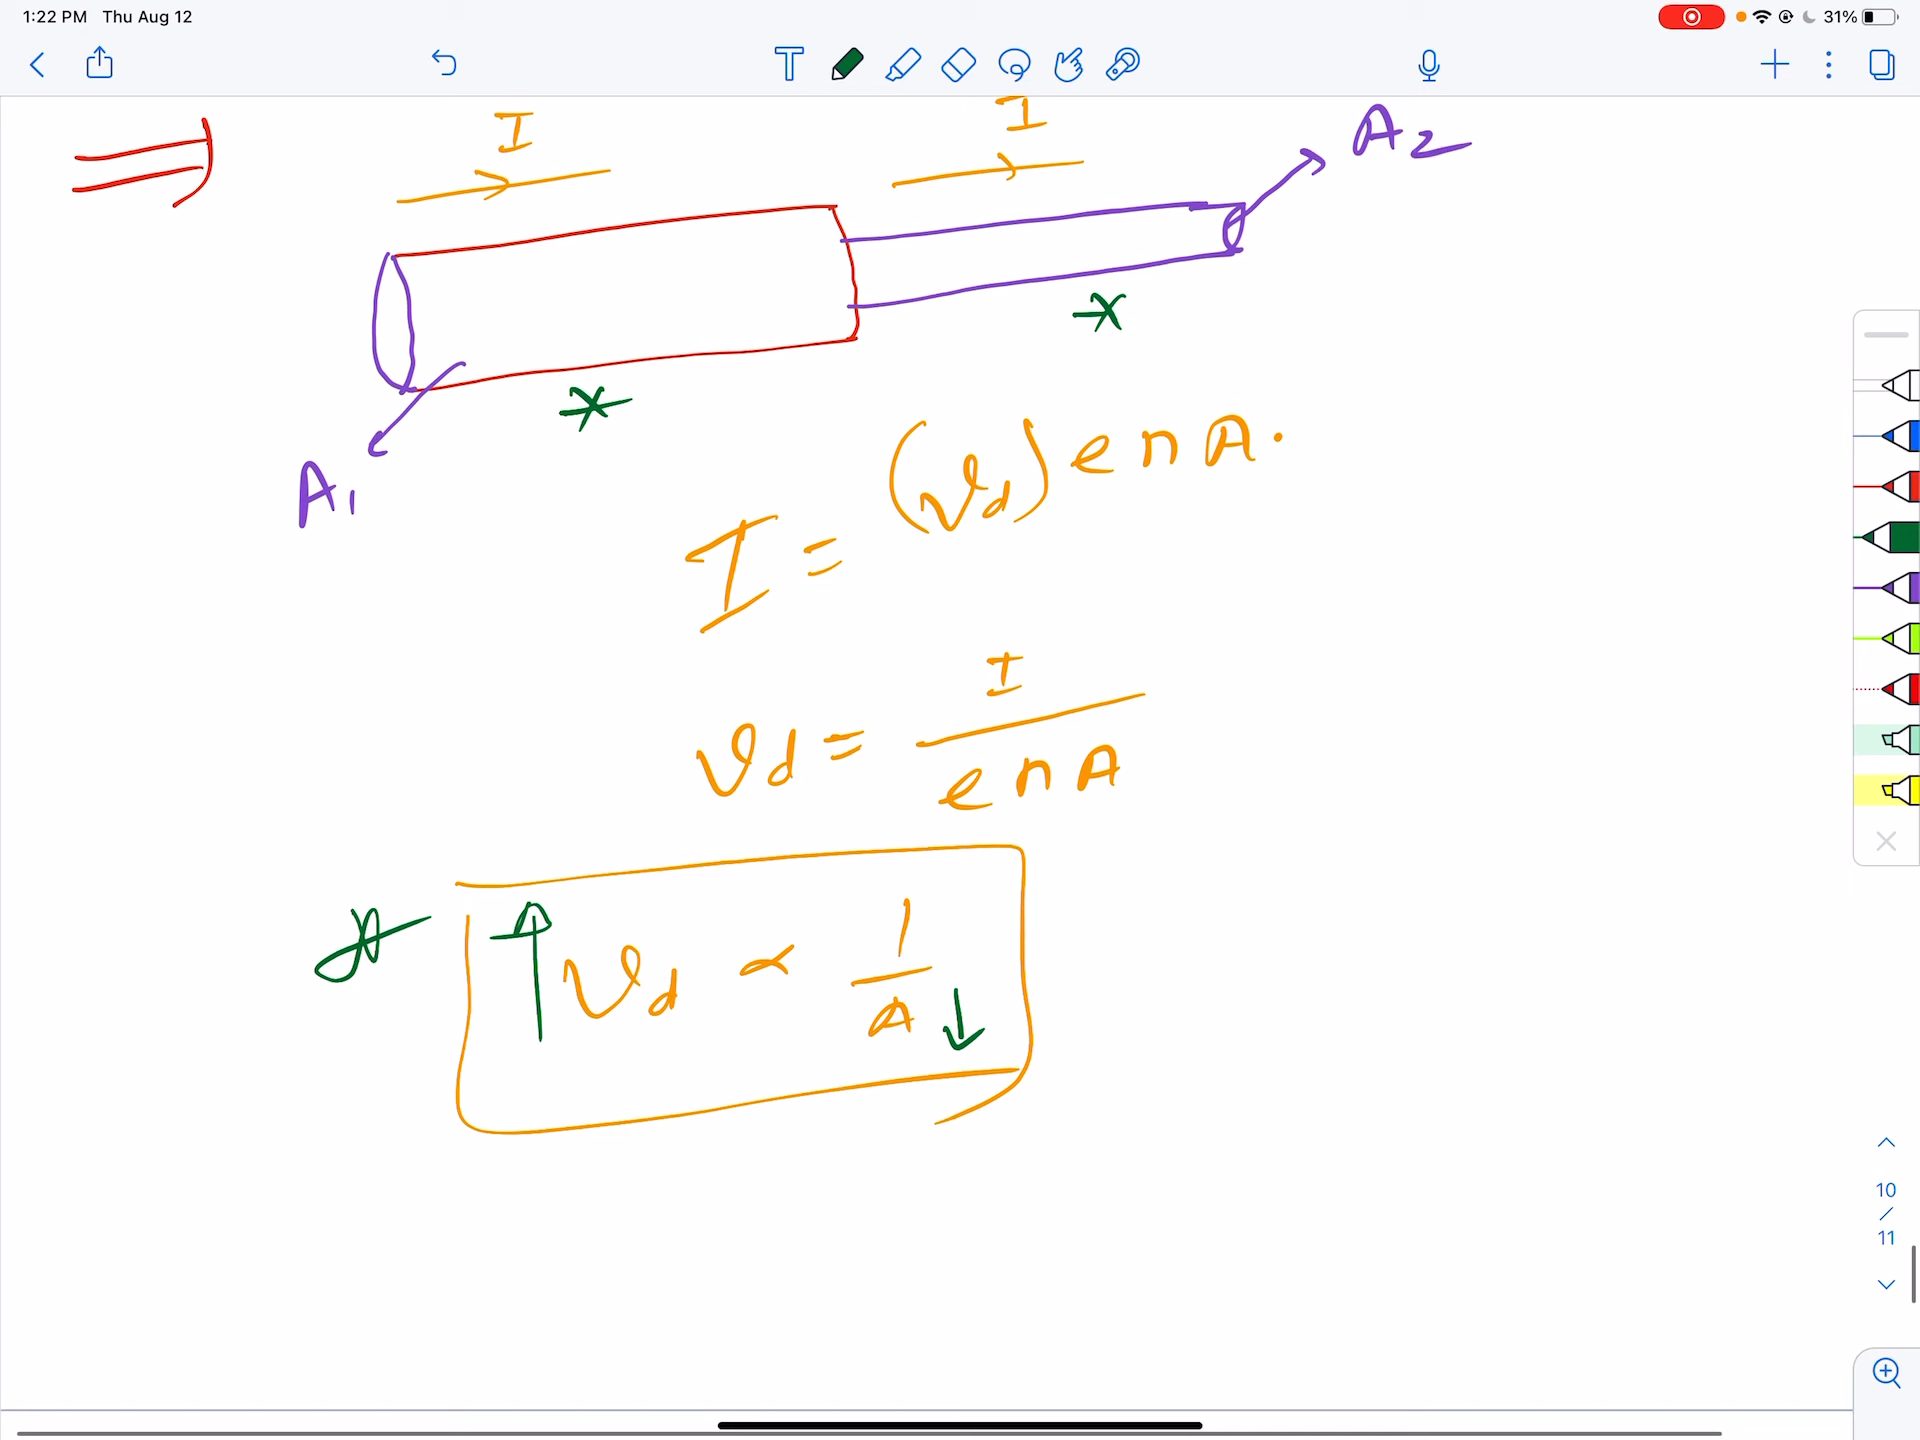 1:22 PM Thu Aug 12
31%
I
I
A2
A1
I = (vd) e n A.
vd = I / e n A
vd ∝ 1 / A
10
/
11